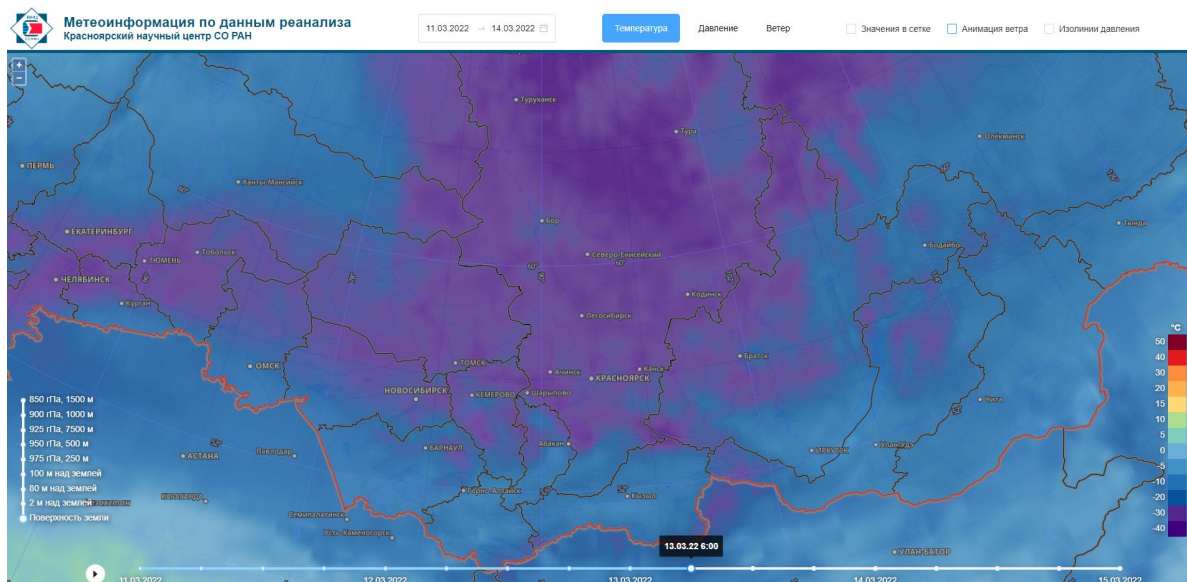 Метеоинформация по данным реанализа
Красноярский научный центр СО РАН
11.03.2022 → 14.03.2022
Температура Давление Ветер
Значения в сетке Анимация ветра Изолинии давления
+
−
Туруханск
Тура
Олекминск
ПЕРМЬ
Ханты-Мансийск
60°
Бор
Тында
ЕКАТЕРИНБУРГ
Тобольск
Бодайбо
ТЮМЕНЬ
Северо-Енисейский
60°
60°
ЧЕЛЯБИНСК
Курган
Кодинск
Лесосибирск
°C
50
40
30
20
15
10
5
0
-5
-10
-20
-30
-40
ОМСК
ТОМСК
Братск
Ачинск
Канск
КРАСНОЯРСК
НОВОСИБИРСК
КЕМЕРОВО
Шарыпово
Чита
850 гПа, 1500 м
900 гПа, 1000 м
925 гПа, 7500 м
950 гПа, 500 м
975 гПа, 250 м
100 м над землей
80 м над землей
2 м над землей
Поверхность земли
АСТАНА
Павлодар
БАРНАУЛ
Абакан
ИРКУТСК
Улан-Удэ
КАРАГАНДА
Горно-Алтайск
Кызыл
Семипалатинск
Усть-Каменогорск
УЛАН-БАТОР
13.03.22 6:00
11.03.2022 12.03.2022 13.03.2022 14.03.2022 15.03.2022